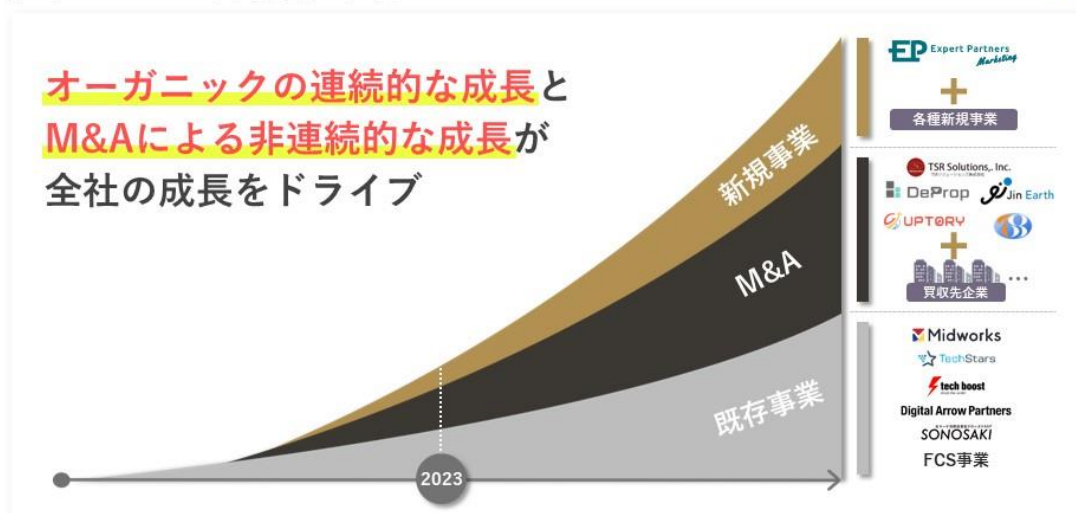 オーガニックの連続的な成長と
M&Aによる非連続的な成長が
全社の成長をドライブ
新規事業
M&A
既存事業
2023
EP Expert Partners
Marketing
+
各種新規事業
TSR Solutions,. Inc.
DeProp
Jin Earth
UPTORY
+
...
買収先企業
Midworks
TechStars
tech boost
Digital Arrow Partners
SONOSAKI
FCS事業